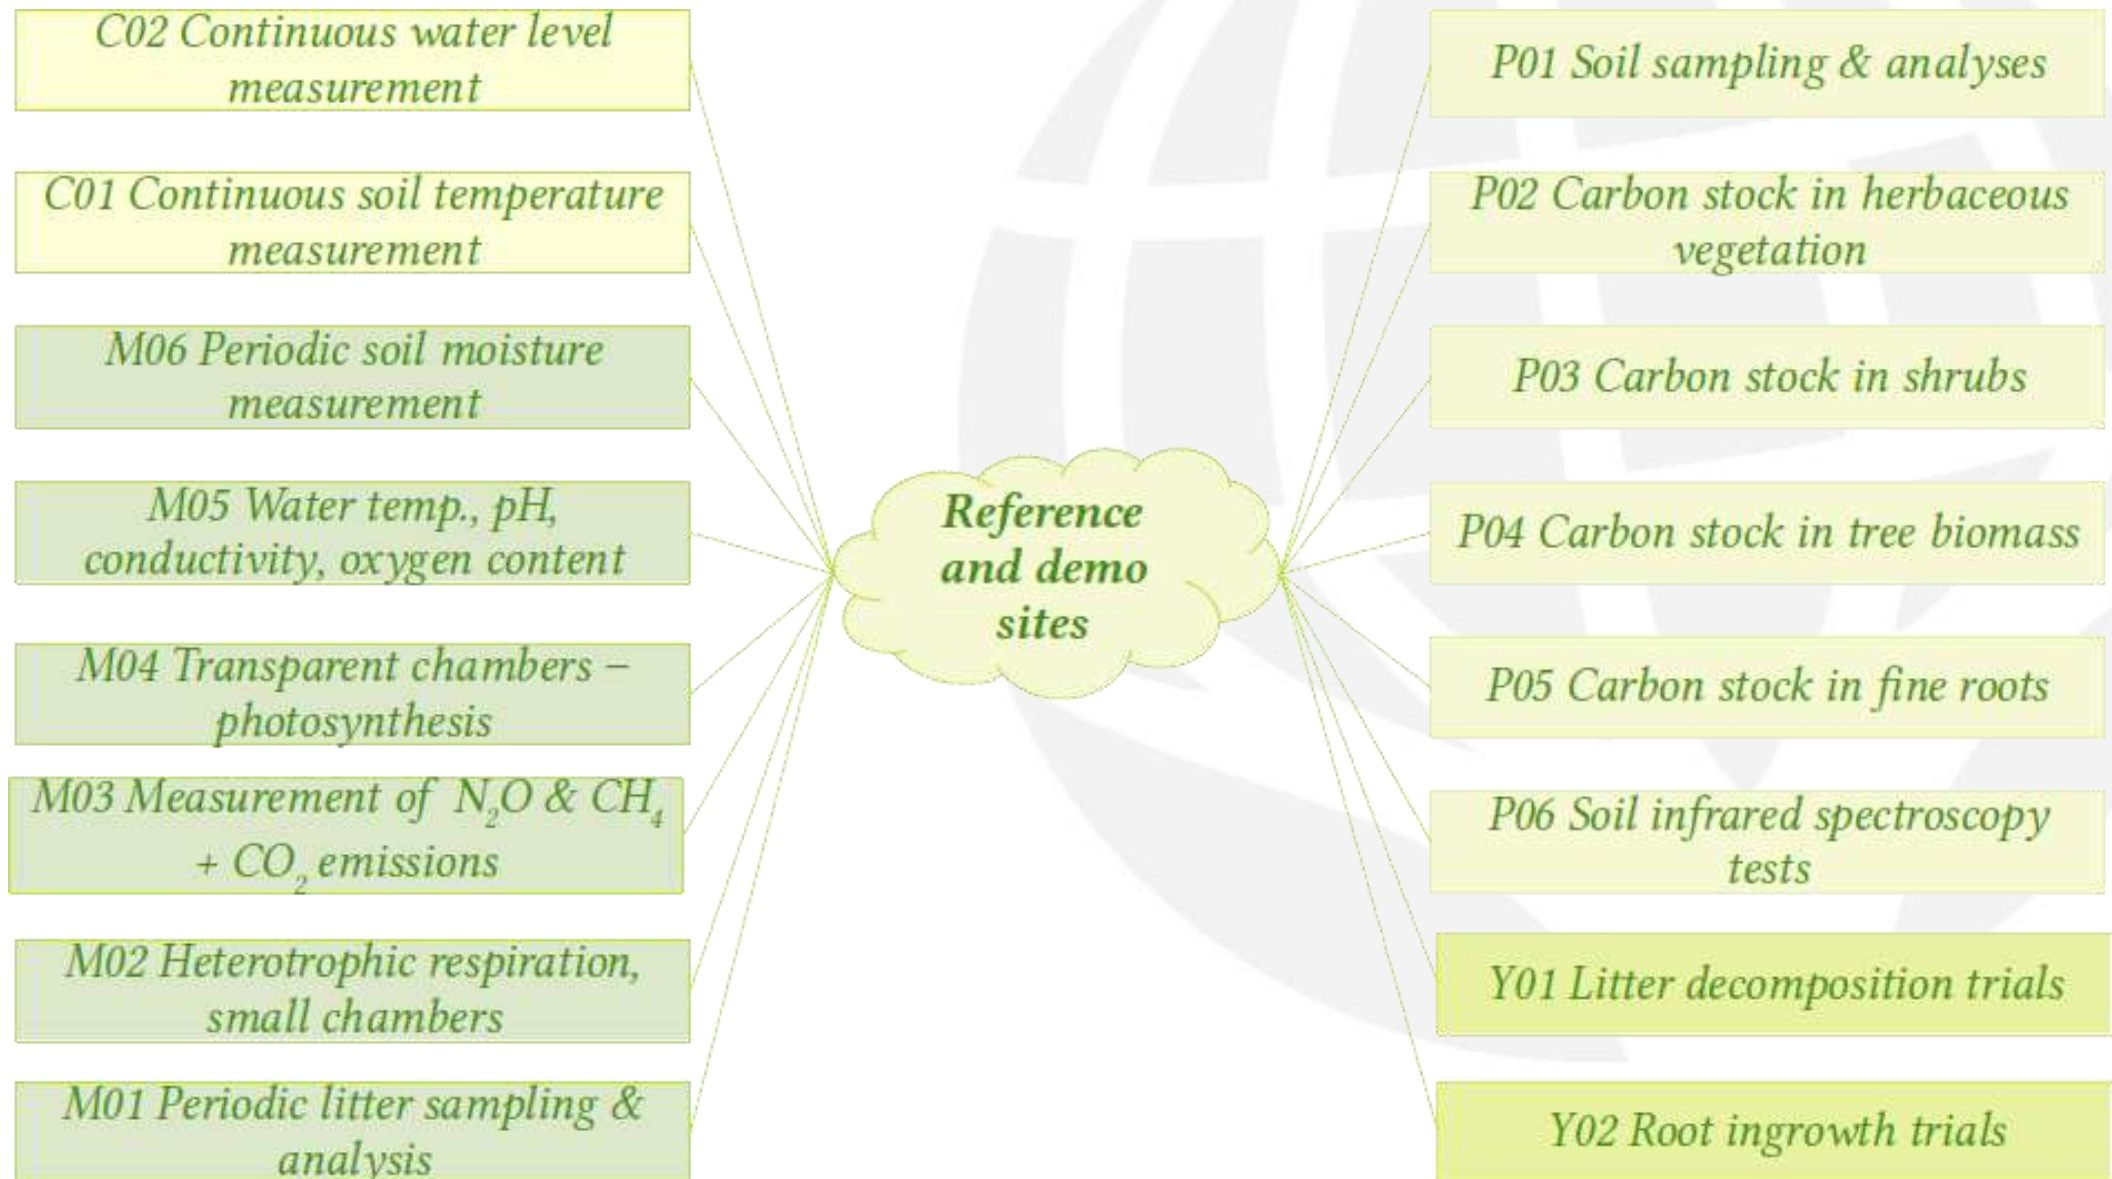 C02 Continuous water level
measurement
C01 Continuous soil temperature
measurement
M06 Periodic soil moisture
measurement
M05 Water temp., pH,
conductivity, oxygen content
M04 Transparent chambers –
photosynthesis
M03 Measurement of N₂O & CH₄
+ CO₂ emissions
M02 Heterotrophic respiration,
small chambers
M01 Periodic litter sampling &
analysis
Reference
and demo
sites
P01 Soil sampling & analyses
P02 Carbon stock in herbaceous
vegetation
P03 Carbon stock in shrubs
P04 Carbon stock in tree biomass
P05 Carbon stock in fine roots
P06 Soil infrared spectroscopy
tests
Y01 Litter decomposition trials
Y02 Root ingrowth trials